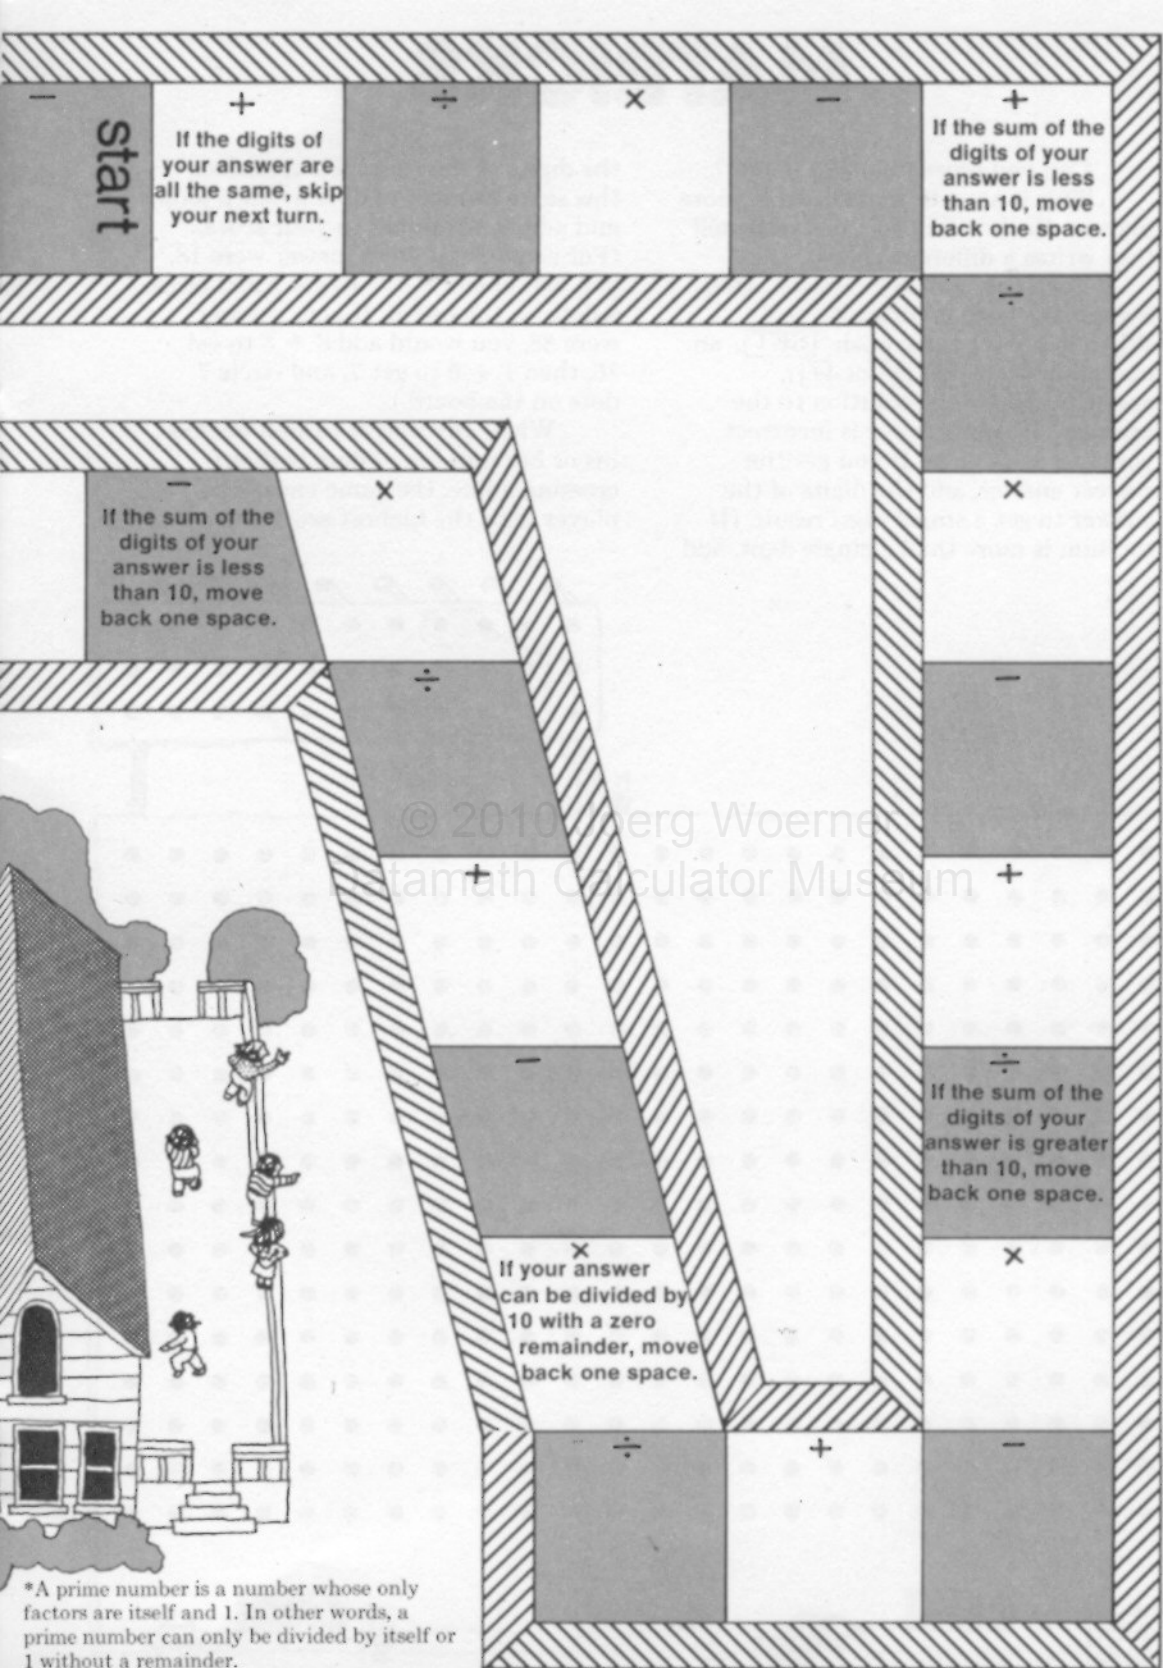 −
start
+
If the digits of
your answer are
all the same, skip
your next turn.
÷
×
−
+
If the sum of the
digits of your
answer is less
than 10, move
back one space.
÷
×
−
+
÷
If the sum of the
digits of your
answer is greater
than 10, move
back one space.
×
−
+
÷
×
If your answer
can be divided by
10 with a zero
remainder, move
back one space.
−
+
÷
×
−
If the sum of the
digits of your
answer is less
than 10, move
back one space.
© 2010 Joerg Woerner
Datamath Calculator Museum
*A prime number is a number whose only
factors are itself and 1. In other words, a
prime number can only be divided by itself or
1 without a remainder.